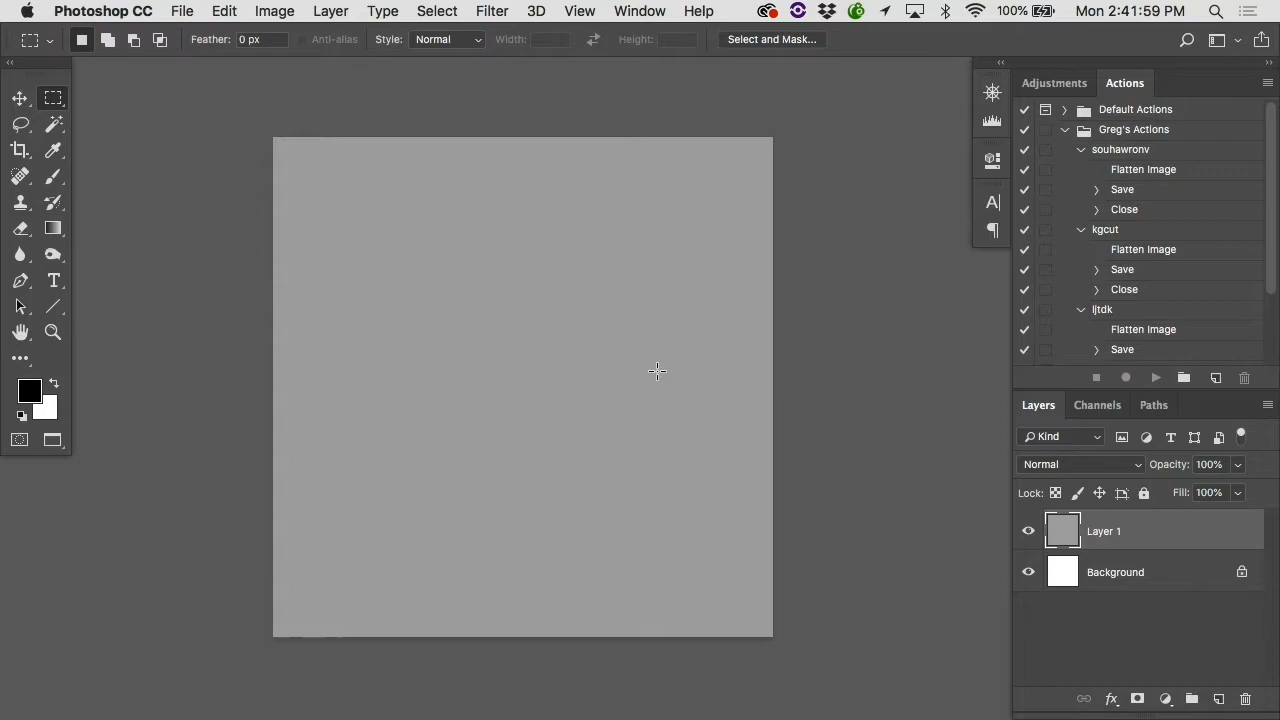 Photoshop CC File Edit Image Layer Type Select Filter 3D View Window Help 100% Mon 2:41:59 PM
Feather: 0 px Anti-alias Style: Normal Width: Height: Select and Mask...
Adjustments Actions
Default Actions
Greg's Actions
souhawronv
Flatten Image
Save
Close
kgcut
Flatten Image
Save
Close
ljtdk
Flatten Image
Save
Layers Channels Paths
Kind
Normal Opacity: 100%
Lock: Fill: 100%
Layer 1
Background